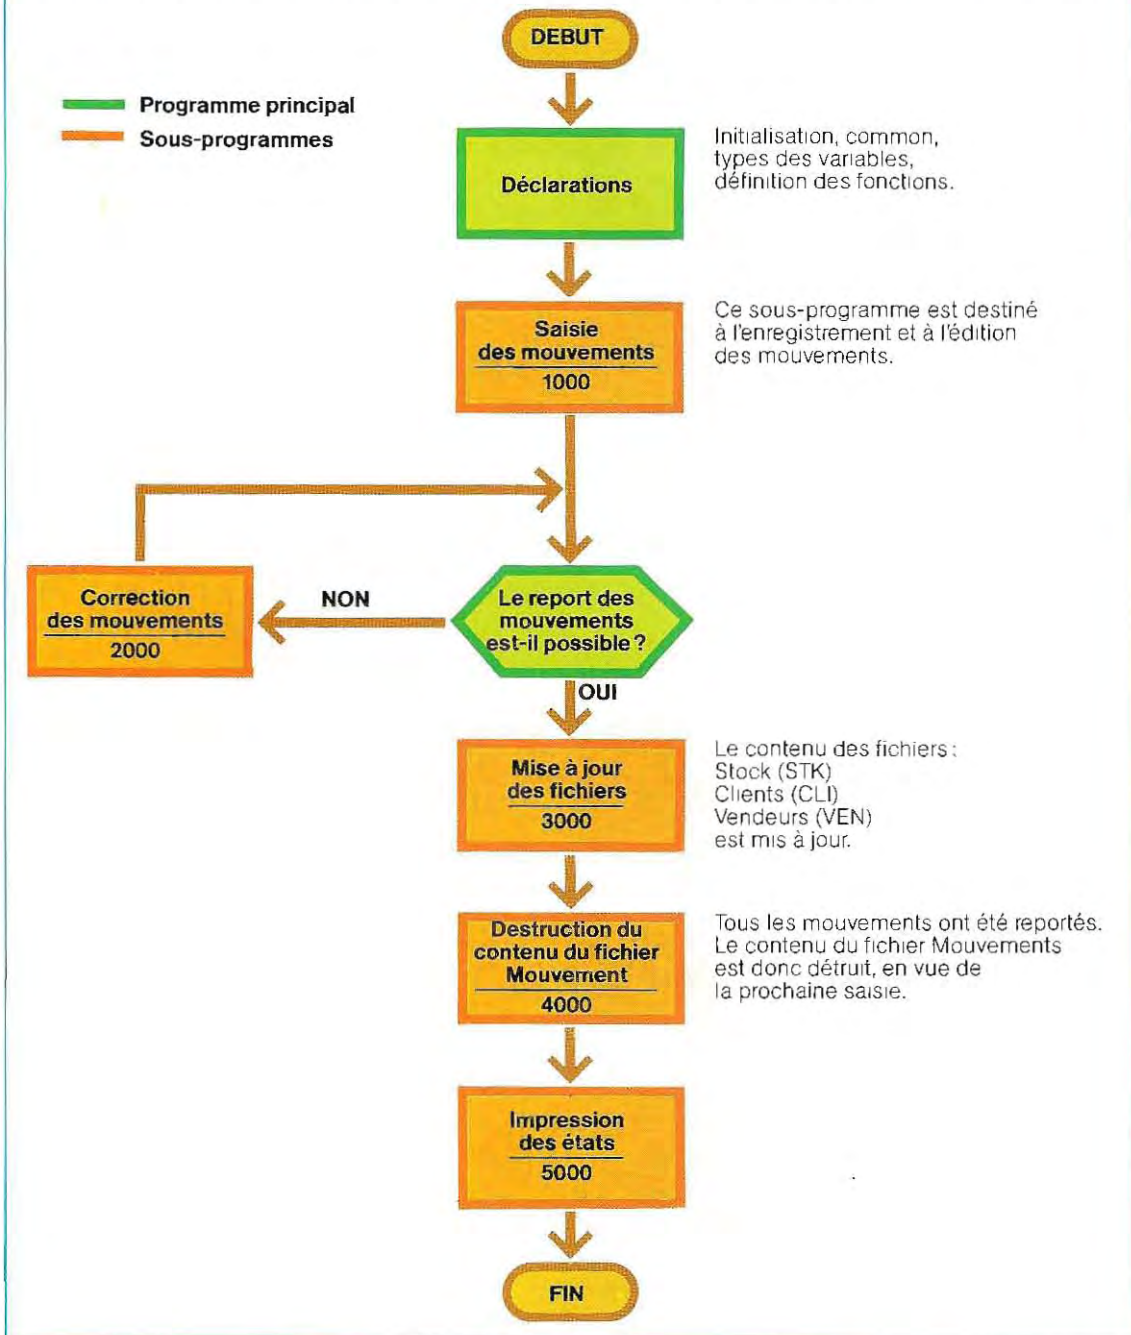 DEBUT
Programme principal
Sous-programmes
Déclarations
Initialisation, common,
types des variables,
définition des fonctions.
Saisie
des mouvements
1000
Ce sous-programme est destiné
à l'enregistrement et à l'édition
des mouvements.
Correction
des mouvements
2000
NON
Le report des
mouvements
est-il possible ?
OUI
Mise à jour
des fichiers
3000
Le contenu des fichiers :
Stock (STK)
Clients (CLI)
Vendeurs (VEN)
est mis à jour.
Destruction du
contenu du fichier
Mouvement
4000
Tous les mouvements ont été reportés.
Le contenu du fichier Mouvements
est donc détruit, en vue de
la prochaine saisie.
Impression
des états
5000
FIN